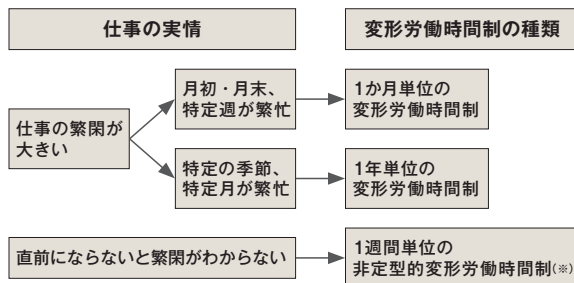 仕事の実情
変形労働時間制の種類
仕事の繁閑が
大きい
月初・月末、
特定週が繁忙
1か月単位の
変形労働時間制
特定の季節、
特定月が繁忙
1年単位の
変形労働時間制
直前にならないと繁閑がわからない
1週間単位の
非定型的変形労働時間制(※)